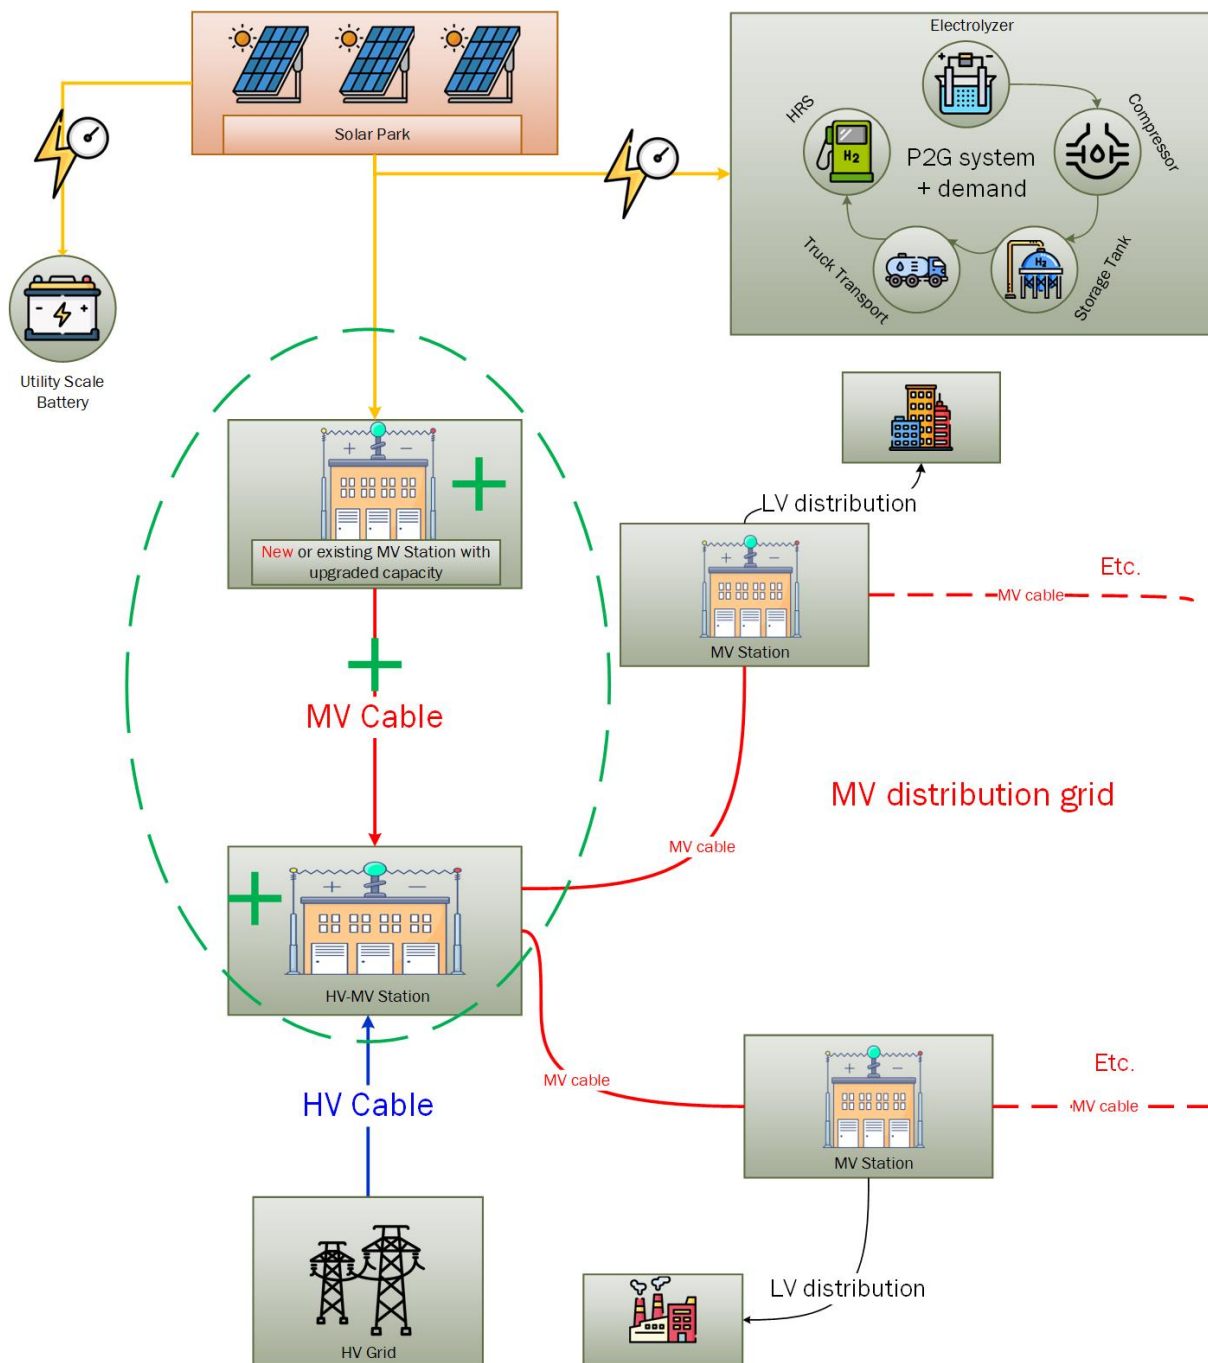 Electrolyzer
Solar Park
HRS
Compressor
P2G system
+ demand
H2
Truck Transport
H2
Storage Tank
Utility Scale
Battery
New or existing MV Station with
upgraded capacity
LV distribution
MV Station
MV cable
Etc.
MV Cable
MV distribution grid
MV cable
HV-MV Station
MV cable
HV Cable
Etc.
MV cable
MV Station
LV distribution
HV Grid